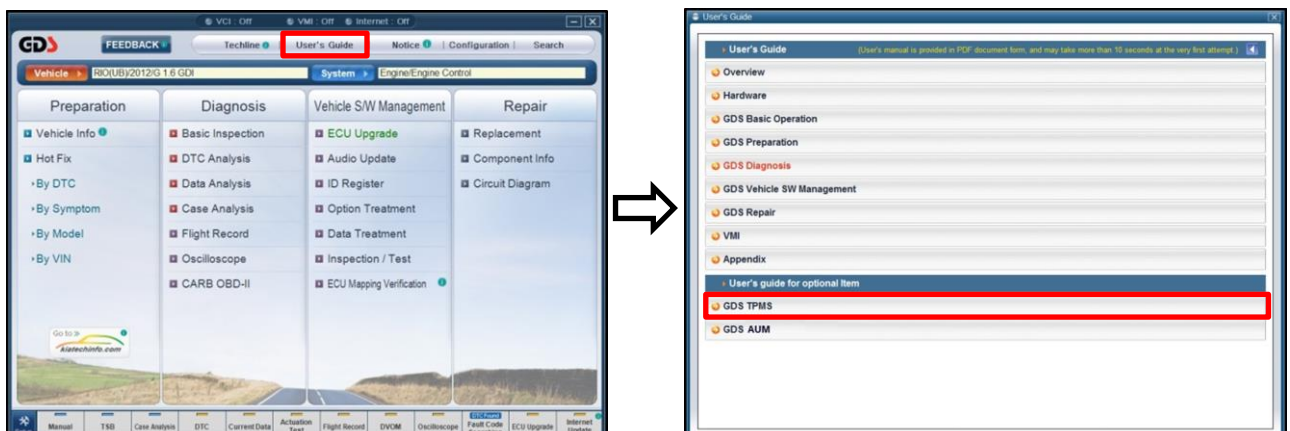 VCI : Off VMI : Off Internet : Off
GDS FEEDBACK Techline User's Guide Notice Configuration Search
Vehicle RIO(UB)/2012/G 1.6 GDI System Engine/Engine Control
Preparation Diagnosis Vehicle S/W Management Repair
Vehicle Info Basic Inspection ECU Upgrade Replacement
Hot Fix DTC Analysis Audio Update Component Info
By DTC Data Analysis ID Register Circuit Diagram
By Symptom Case Analysis Option Treatment
By Model Flight Record Data Treatment
By VIN Oscilloscope Inspection / Test
CARB OBD-II ECU Mapping Verification
Go to
kiatechinfo.com
Manual TSB Case Analysis DTC Current Data Actuation Flight Record DVOM Oscilloscope DTC Found Fault Code ECU Upgrade Internet
User's Guide
User's Guide (User's manual is provided in PDF document form, and may take more than 10 seconds at the very first attempt.)
Overview
Hardware
GDS Basic Operation
GDS Preparation
GDS Diagnosis
GDS Vehicle SW Management
GDS Repair
VMI
Appendix
User's guide for optional Item
GDS TPMS
GDS AUM